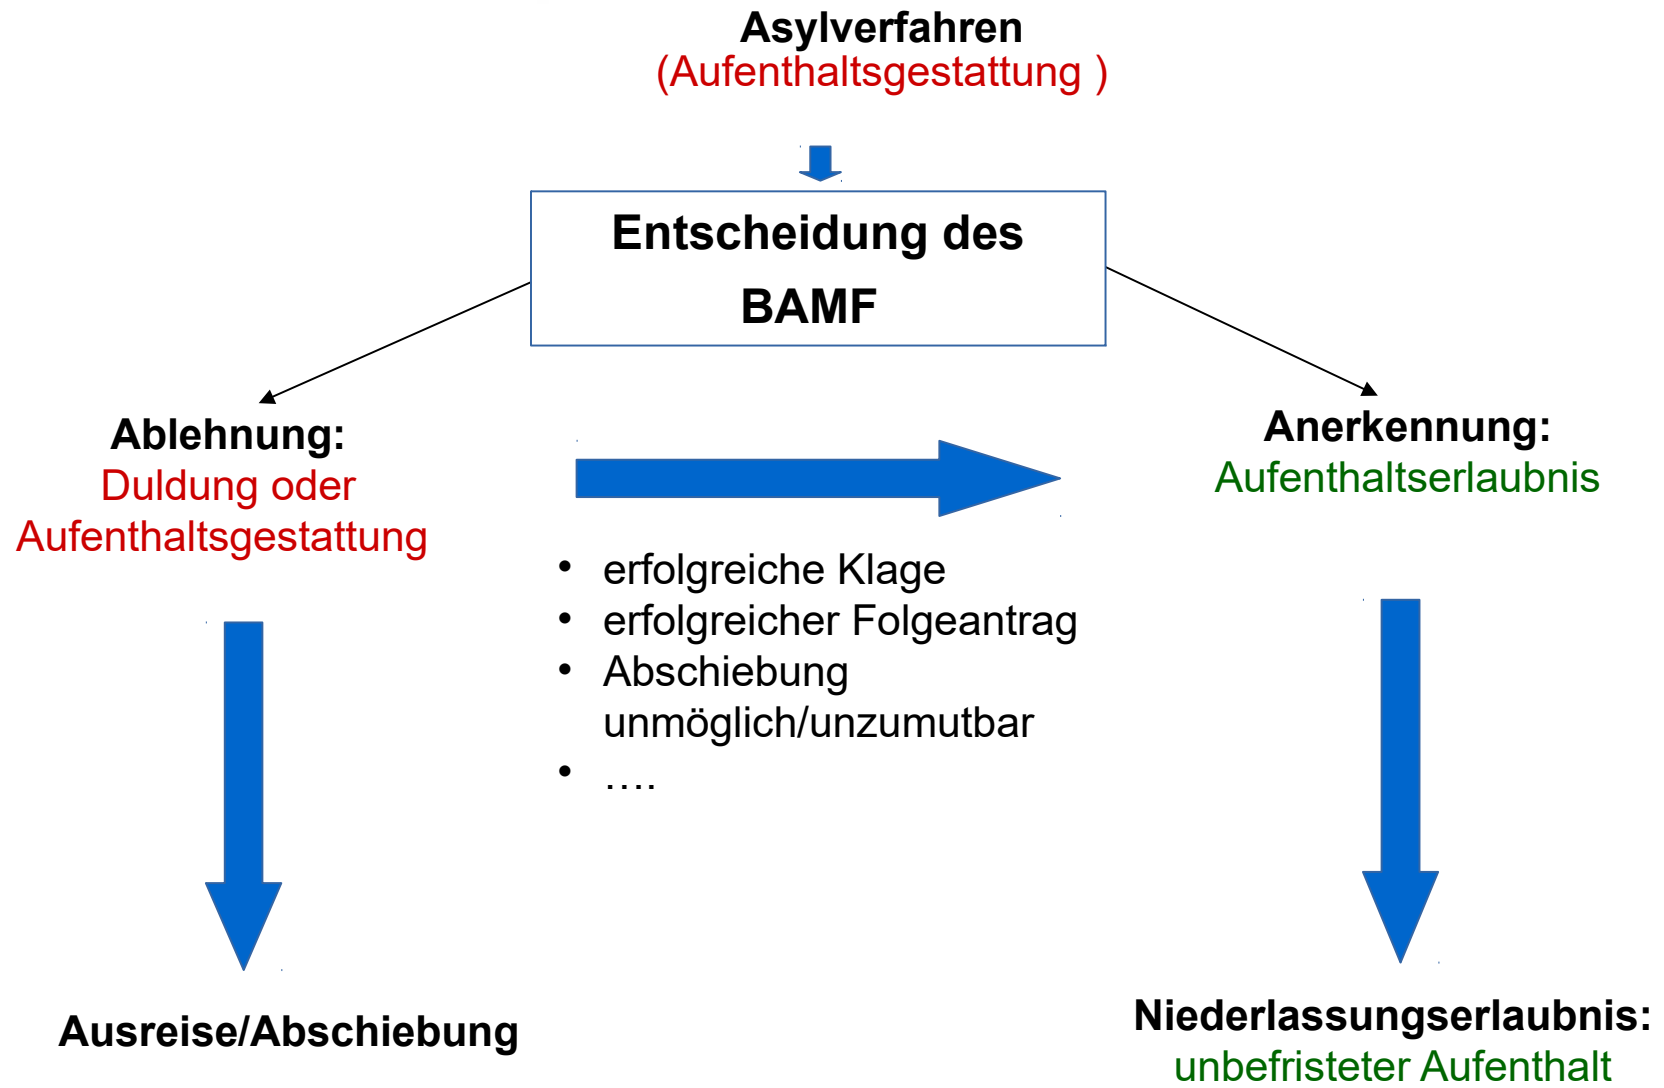 Asylverfahren
(Aufenthaltsgestattung )
Entscheidung des
BAMF
Ablehnung:
Duldung oder
Aufenthaltsgestattung
Anerkennung:
Aufenthaltserlaubnis
• erfolgreiche Klage
• erfolgreicher Folgeantrag
• Abschiebung
unmöglich/unzumutbar
• ….
Ausreise/Abschiebung
Niederlassungserlaubnis:
unbefristeter Aufenthalt